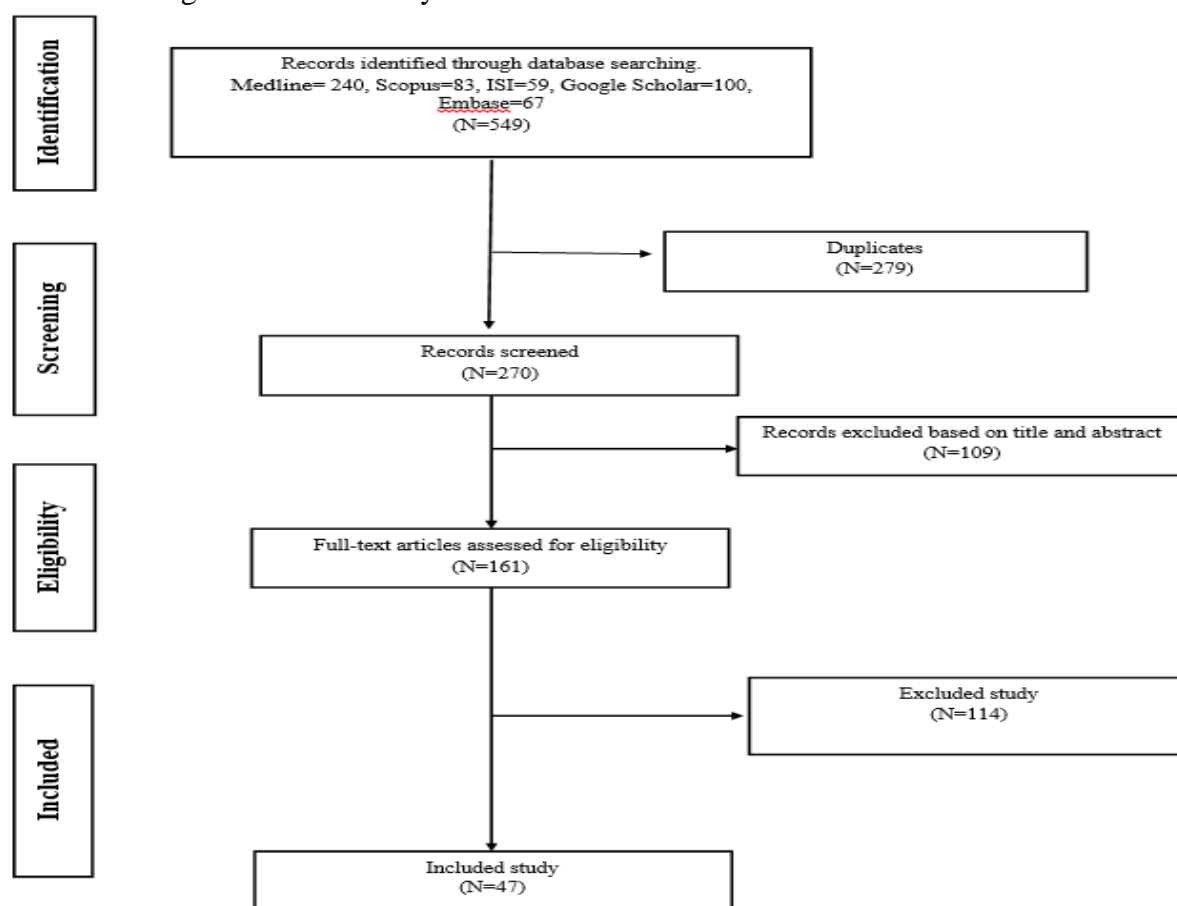 Identification
Records identified through database searching.
Medline= 240, Scopus=83, ISI=59, Google Scholar=100,
Embase=67
(N=549)
Duplicates
(N=279)
Screening
Records screened
(N=270)
Records excluded based on title and abstract
(N=109)
Eligibility
Full-text articles assessed for eligibility
(N=161)
Excluded study
(N=114)
Included
Included study
(N=47)